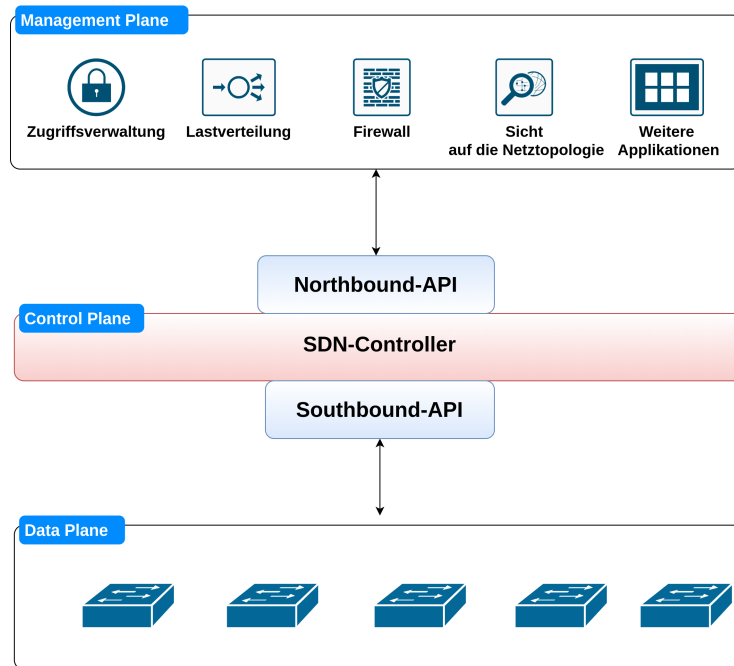 Management Plane
Zugriffsverwaltung
Lastverteilung
Firewall
Sicht
auf die Netztopologie
Weitere
Applikationen
Northbound-API
Control Plane
SDN-Controller
Southbound-API
Data Plane